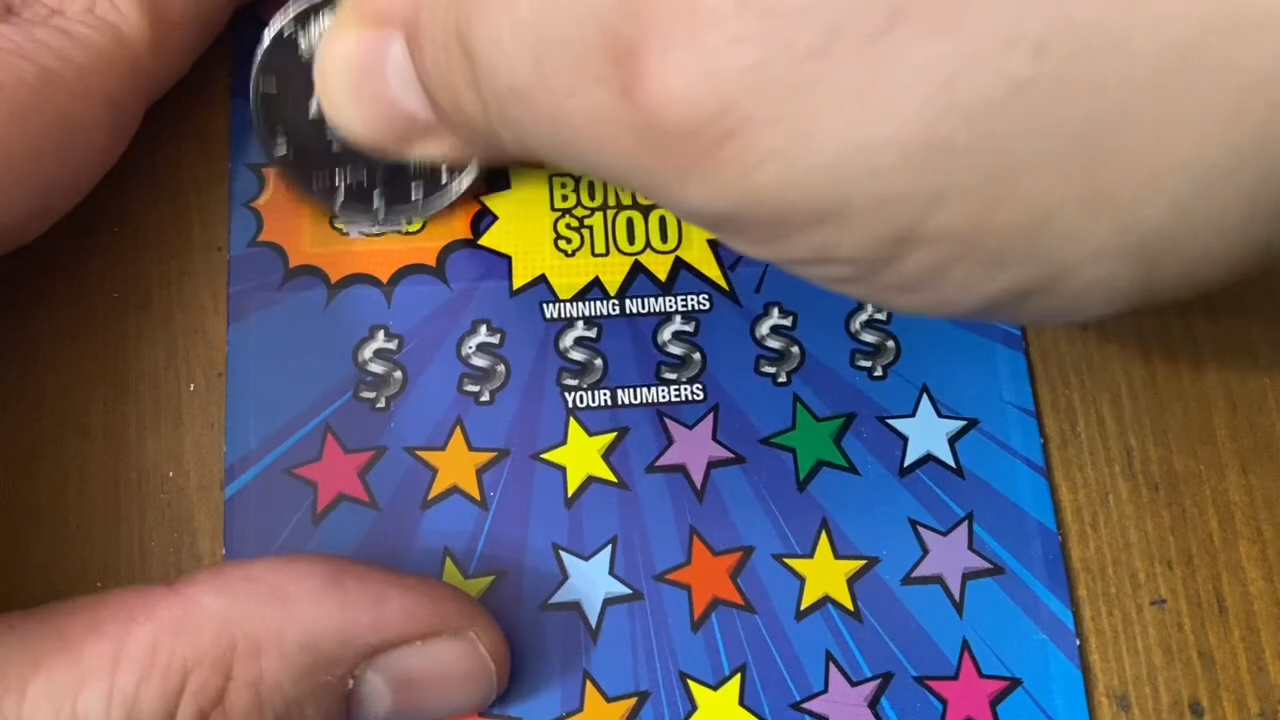 $100
WINNING NUMBERS
$ $ $ $ $ $
YOUR NUMBERS